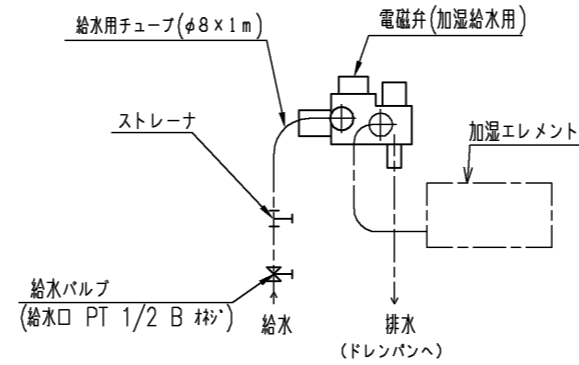 給水用チューブ(φ8×1m)
電磁弁(加湿給水用)
ストレーナ
加湿エレメント
給水バルブ
(給水口 PT 1/2 B ｵﾈｼﾞ)
給水
排水
(ドレンパンへ)